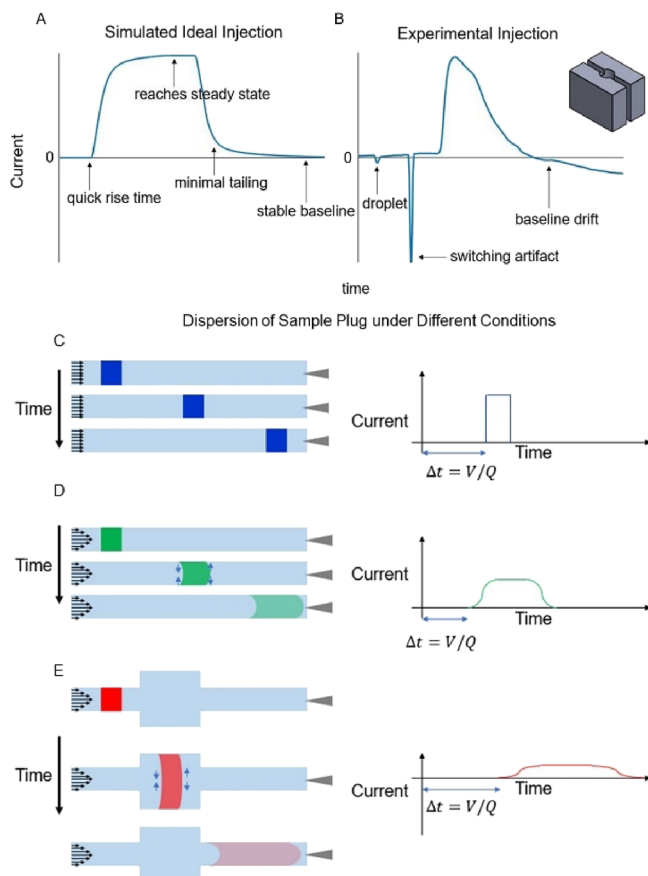 A
Simulated Ideal Injection
B
Experimental Injection
Current
0
reaches steady state
quick rise time
minimal tailing
stable baseline
0
droplet
baseline drift
switching artifact
time
Dispersion of Sample Plug under Different Conditions
C
Time
Current
Time
Δt = V/Q
D
Time
Current
Time
Δt = V/Q
E
Time
Current
Time
Δt = V/Q